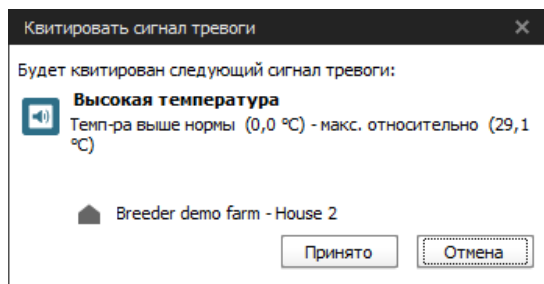 Квитировать сигнал тревоги
Будет квитирован следующий сигнал тревоги:
Высокая температура
Темп-ра выше нормы (0,0 °C) - макс. относительно (29,1
°C)
Breeder demo farm - House 2
Принято
Отмена